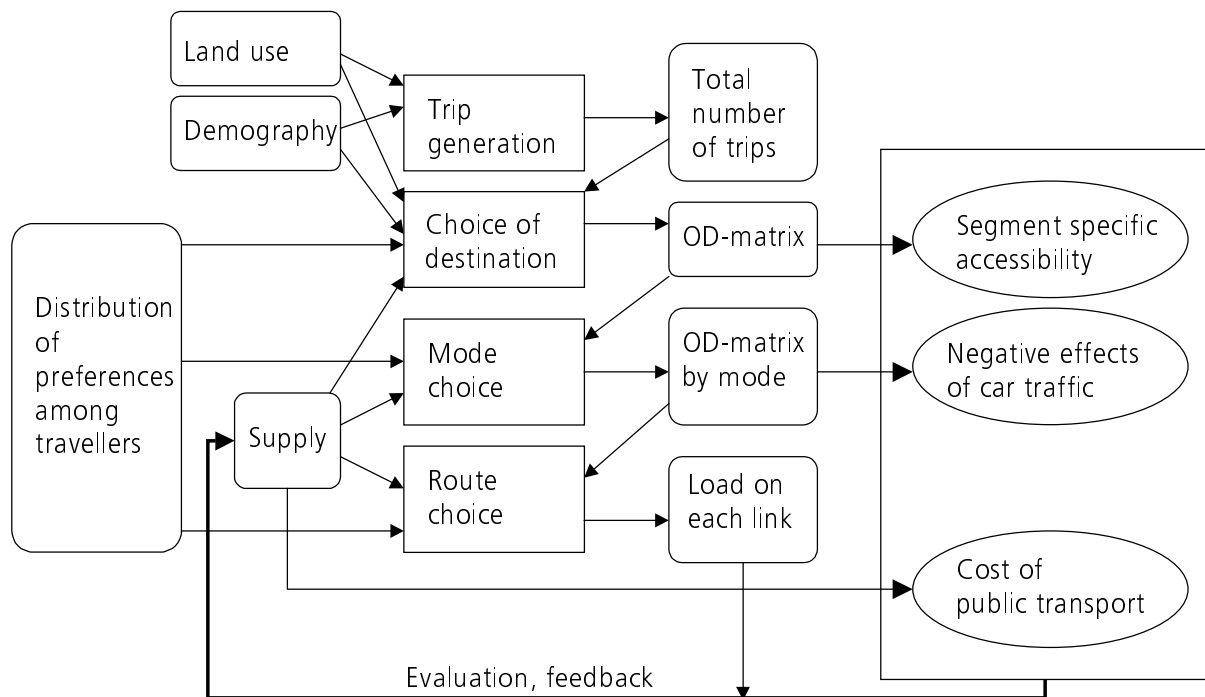 Land use
Demography
Trip
generation
Total
number
of trips
Choice of
destination
OD-matrix
Segment specific
accessibility
Distribution
of
preferences
among
travellers
Mode
choice
OD-matrix
by mode
Negative effects
of car traffic
Supply
Route
choice
Load on
each link
Cost of
public transport
Evaluation, feedback